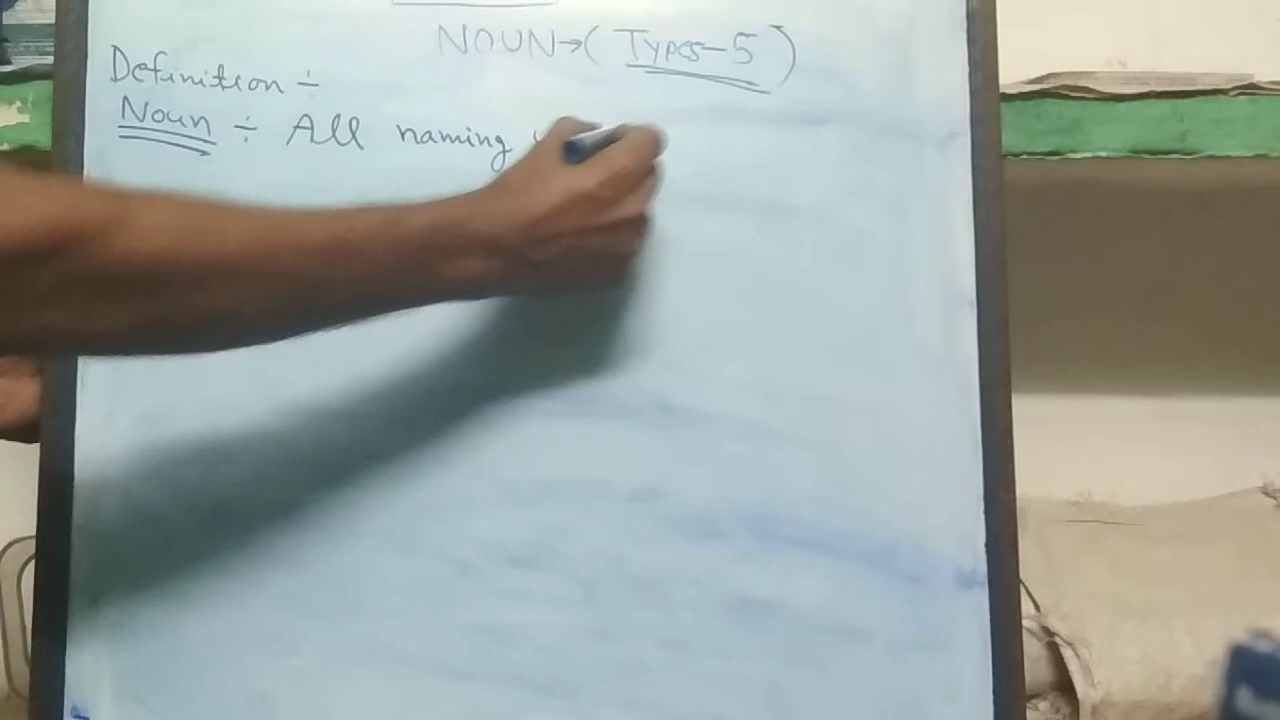 NOUN→(Types-5)
Definition ÷
Noun ÷ All naming